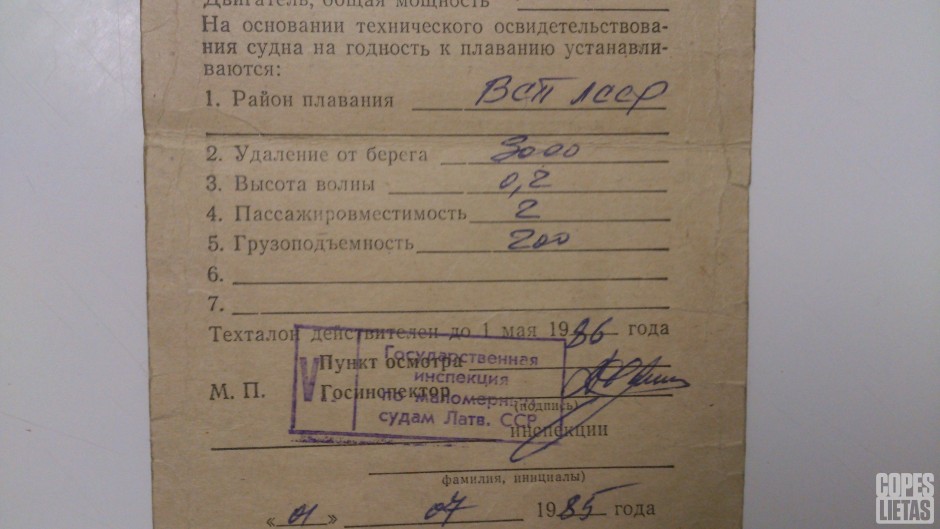 Двигатель, общая мощность
На основании технического освидетельствова-
ния судна на годность к плаванию устанавли-
ваются:
1. Район плавания ВСП ЛССР
2. Удаление от берега 3000
3. Высота волны 0,2
4. Пассажировместимость 2
5. Грузоподъемность 200
6.
7.
Техталон действителен до 1 мая 1986 года
Пункт осмотра
М. П. Госинспектор
(подпись)
V
Государственная
инспекция
по маломерным
судам Латв. ССР
инспекции
фамилия, инициалы)
«01» 07 1985 года
COPES
LIETAS